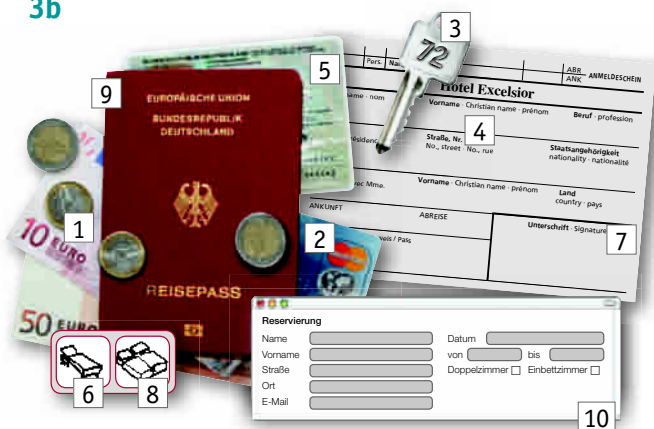 3b
3
72
5
9
Pers.
ABR
ANK
ANMELDESCHEIN
Hotel Excelsior
Vorname · Christian name · prénom
Beruf · profession
4
Straße, Nr.
No., street · No., rue
Staatsangehörigkeit
nationality · nationalité
Vorname · Christian name · prénom
Land
country · pays
ANKUNFT
ABREISE
Unterschrift · Signature
7
EUROPÄISCHE UNION
BUNDESREPUBLIK
DEUTSCHLAND
REISEPASS
1
10 EURO
2
50 EURO
6
8
Reservierung
Name
Datum
Vorname
von
bis
Straße
Doppelzimmer
Einbettzimmer
Ort
E-Mail
10